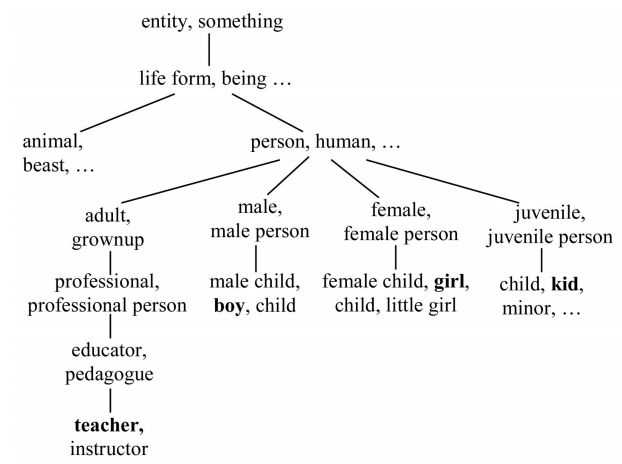 entity, something
life form, being …
animal,
beast, …
person, human, …
adult,
grownup
male,
male person
female,
female person
juvenile,
juvenile person
professional,
professional person
male child,
boy, child
female child, girl,
child, little girl
child, kid,
minor, …
educator,
pedagogue
teacher,
instructor